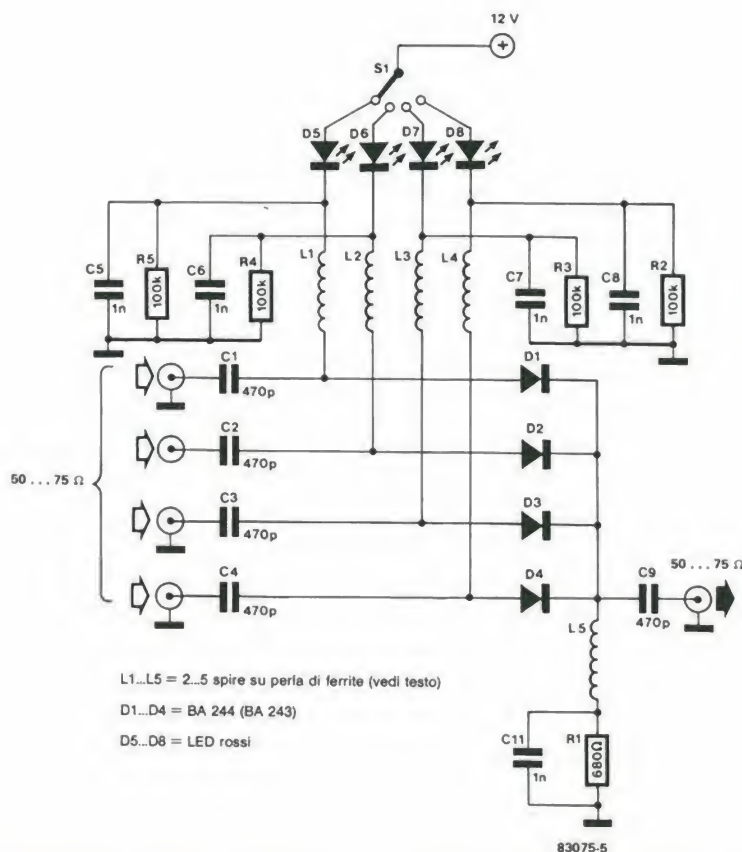 12 V
S1
D5 D6 D7 D8
L1 L2 L3 L4
C5 R5 C6 R4
100k 100k
1n 1n
C7 R3 C8 R2
100k 100k
1n 1n
C1
470p
D1
C2
470p
D2
50 ... 75 Ω
C3
470p
D3
C4
470p
D4
C9
470p
50 ... 75 Ω
L5
L1...L5 = 2...5 spire su perla di ferrite (vedi testo)
D1...D4 = BA 244 (BA 243)
D5...D8 = LED rossi
C11
1n
R1
680Ω
83075-5